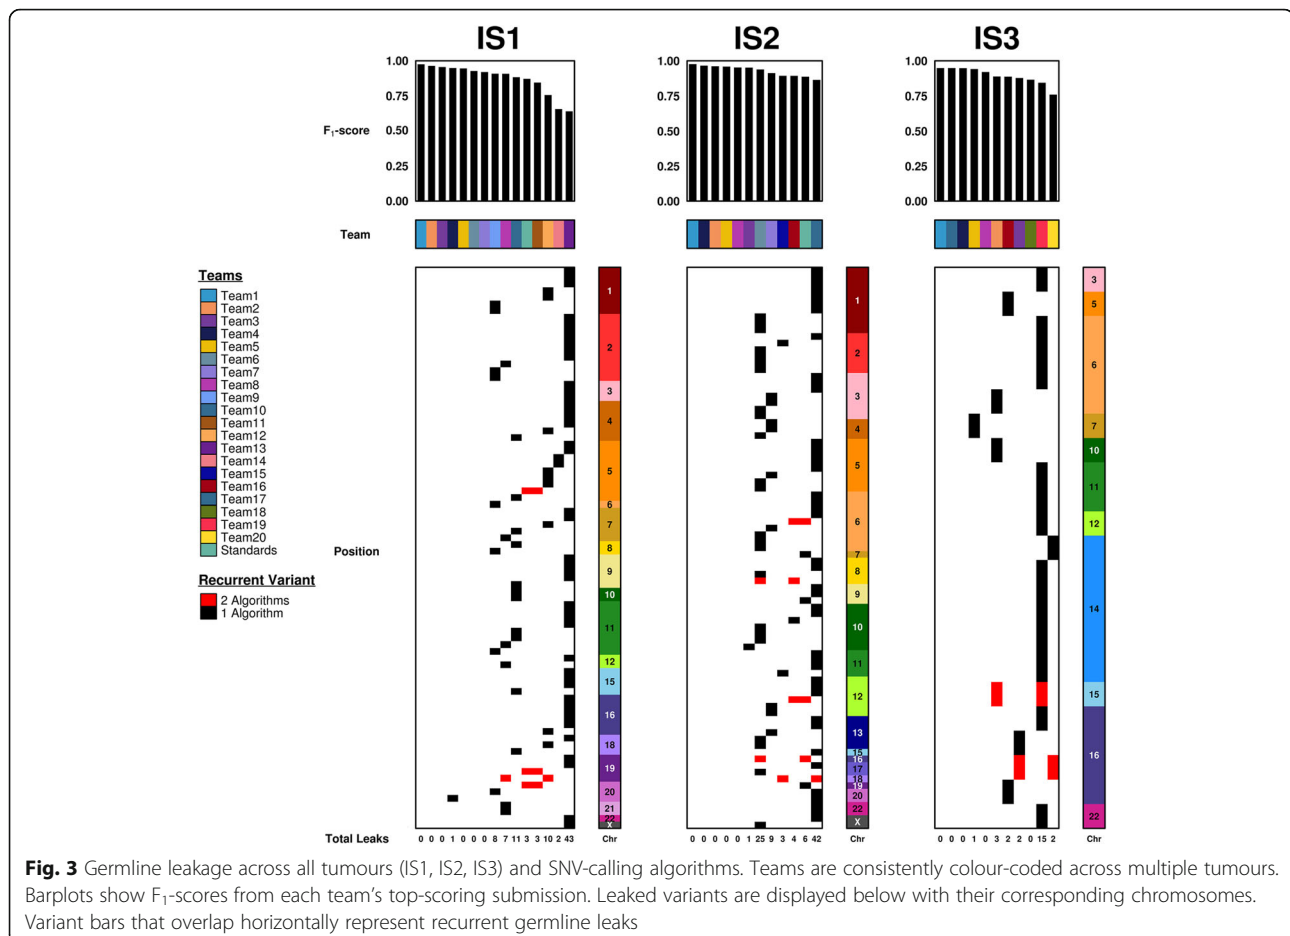 IS1 IS2 IS3
1.00 1.00 1.00
0.75 0.75 0.75
F1-score 0.50 0.50 0.50
0.25 0.25 0.25
0.00 0.00 0.00
Team
Teams
Team1
Team2
Team3
Team4
Team5
Team6
Team7
Team8
Team9
Team10
Team11
Team12
Team13
Team14
Team15
Team16
Team17
Team18
Team19
Team20
Standards
Recurrent Variant
2 Algorithms
1 Algorithm
Position
1
2
3
4
5
6
7
8
9
10
11
12
15
16
18
19
20
21
22
X
1
2
3
4
5
6
7
8
9
10
11
12
13
15
16
17
18
19
20
22
X
3
5
6
7
10
11
12
14
15
16
22
Total Leaks 0 0 0 1 0 0 0 8 7 11 3 3 10 2 43 Chr 0 0 0 0 0 1 25 9 3 4 6 42 Chr 0 0 0 1 0 3 2 2 0 15 2 Chr
Fig. 3 Germline leakage across all tumours (IS1, IS2, IS3) and SNV-calling algorithms. Teams are consistently colour-coded across multiple tumours.
Barplots show F1-scores from each team's top-scoring submission. Leaked variants are displayed below with their corresponding chromosomes.
Variant bars that overlap horizontally represent recurrent germline leaks